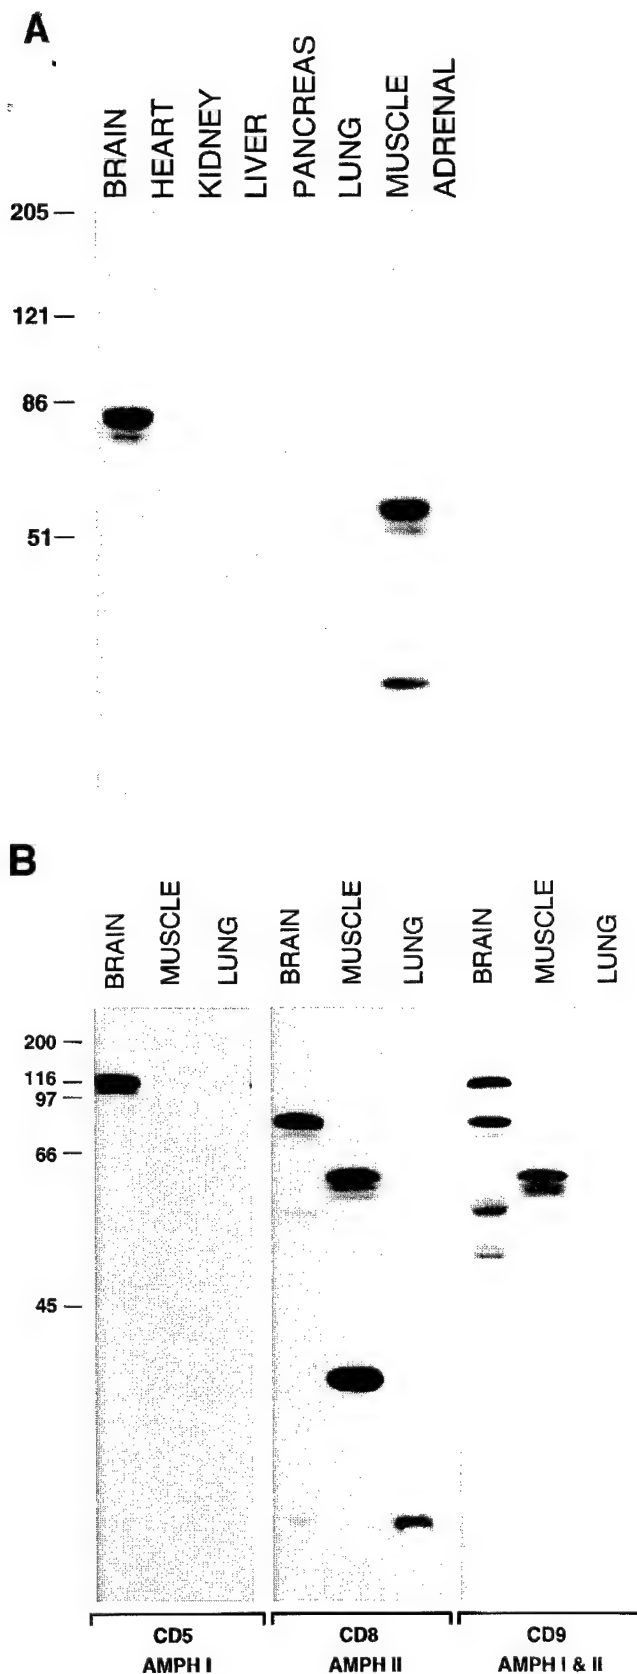 A
BRAIN
HEART
KIDNEY
LIVER
PANCREAS
LUNG
MUSCLE
ADRENAL
205
121
86
51
B
BRAIN
MUSCLE
LUNG
BRAIN
MUSCLE
LUNG
BRAIN
MUSCLE
LUNG
200
116
97
66
45
CD5 CD8 CD9
AMPH I AMPH II AMPH I & II